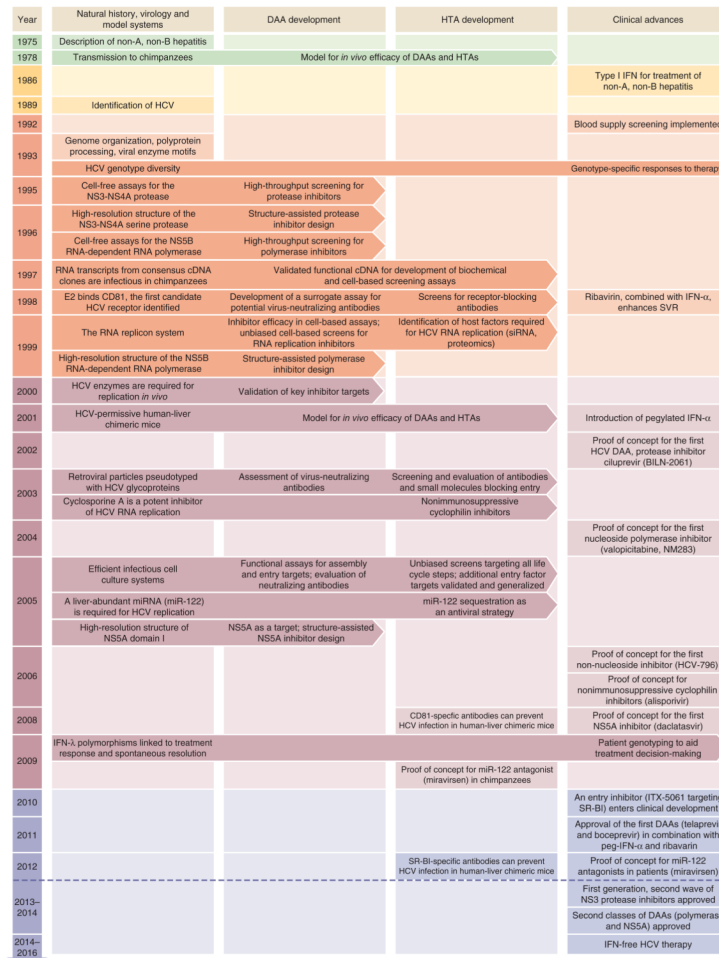 Year
Natural history, virology and
model systems
DAA development
HTA development
Clinical advances
1975
Description of non-A, non-B hepatitis
1978
Transmission to chimpanzees
Model for in vivo efficacy of DAAs and HTAs
1986
Type I IFN for treatment of
non-A, non-B hepatitis
1989
Identification of HCV
1992
Blood supply screening implemented
1993
Genome organization, polyprotein
processing, viral enzyme motifs
HCV genotype diversity
Genotype-specific responses to therapy
1995
Cell-free assays for the
NS3-NS4A protease
High-throughput screening for
protease inhibitors
1996
High-resolution structure of the
NS3-NS4A serine protease
Structure-assisted protease
inhibitor design
Cell-free assays for the NS5B
RNA-dependent RNA polymerase
High-throughput screening for
polymerase inhibitors
1997
RNA transcripts from consensus cDNA
clones are infectious in chimpanzees
Validated functional cDNA for development of biochemical
and cell-based screening assays
1998
E2 binds CD81, the first candidate
HCV receptor identified
Development of a surrogate assay for
potential virus-neutralizing antibodies
Screens for receptor-blocking
antibodies
Ribavirin, combined with IFN-α,
enhances SVR
1999
The RNA replicon system
Inhibitor efficacy in cell-based assays;
unbiased cell-based screens for
RNA replication inhibitors
Identification of host factors required
for HCV RNA replication (siRNA,
proteomics)
High-resolution structure of the NS5B
RNA-dependent RNA polymerase
Structure-assisted polymerase
inhibitor design
2000
HCV enzymes are required for
replication in vivo
Validation of key inhibitor targets
2001
HCV-permissive human-liver
chimeric mice
Model for in vivo efficacy of DAAs and HTAs
Introduction of pegylated IFN-α
2002
Proof of concept for the first
HCV DAA, protease inhibitor
ciluprevir (BILN-2061)
2003
Retroviral particles pseudotyped
with HCV glycoproteins
Assessment of virus-neutralizing
antibodies
Screening and evaluation of antibodies
and small molecules blocking entry
Cyclosporine A is a potent inhibitor
of HCV RNA replication
Nonimmunosuppressive
cyclophilin inhibitors
2004
Proof of concept for the first
nucleoside polymerase inhibitor
(valopicitabine, NM283)
2005
Efficient infectious cell
culture systems
Functional assays for assembly
and entry targets; evaluation of
neutralizing antibodies
Unbiased screens targeting all life
cycle steps; additional entry factor
targets validated and generalized
A liver-abundant miRNA (miR-122)
is required for HCV replication
miR-122 sequestration as
an antiviral strategy
High-resolution structure of
NS5A domain I
NS5A as a target; structure-assisted
NS5A inhibitor design
2006
Proof of concept for the first
non-nucleoside inhibitor (HCV-796)
Proof of concept for
nonimmunosuppressive cyclophilin
inhibitors (alisporivir)
2008
CD81-specfic antibodies can prevent
HCV infection in human-liver chimeric mice
Proof of concept for the first
NS5A inhibitor (daclatasvir)
2009
IFN-λ polymorphisms linked to treatment
response and spontaneous resolution
Patient genotyping to aid
treatment decision-making
Proof of concept for miR-122 antagonist
(miravirsen) in chimpanzees
2010
An entry inhibitor (ITX-5061 targeting
SR-BI) enters clinical development
2011
Approval of the first DAAs (telaprevir
and boceprevir) in combination with
peg-IFN-α and ribavarin
2012
SR-BI-specific antibodies can prevent
HCV infection in human-liver chimeric mice
Proof of concept for miR-122
antagonists in patients (miravirsen)
2013–
2014
First generation, second wave of
NS3 protease inhibitors approved
Second classes of DAAs (polymerase
and NS5A) approved
2014–
2016
IFN-free HCV therapy